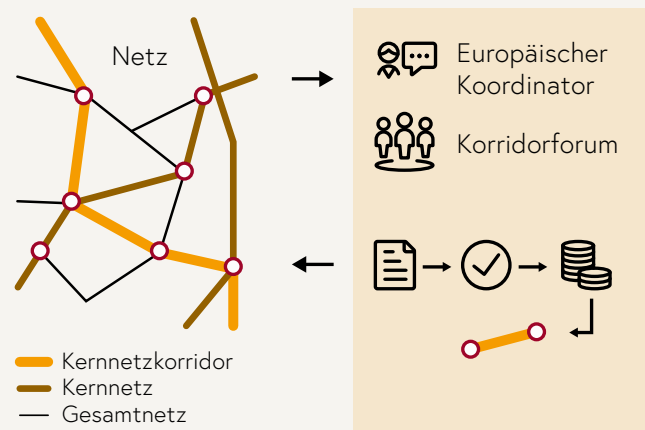 Netz
Kernnetzkorridor
Kernnetz
Gesamtnetz
Europäischer
Koordinator
Korridorforum